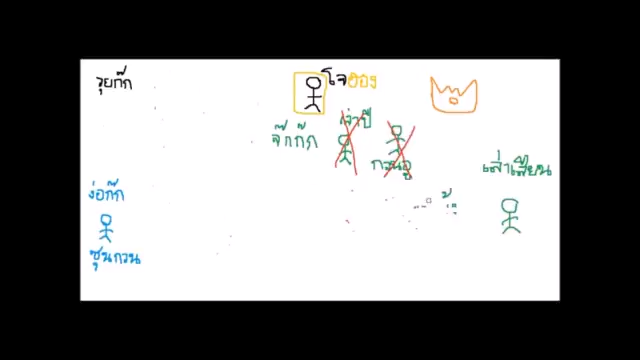 วุยก๊ก
โจฮอง
เจ่าปี
จ๊กก๊ก
กวนอู
เล่าเสี้ยน
ง่อก๊ก
ซุนกวน